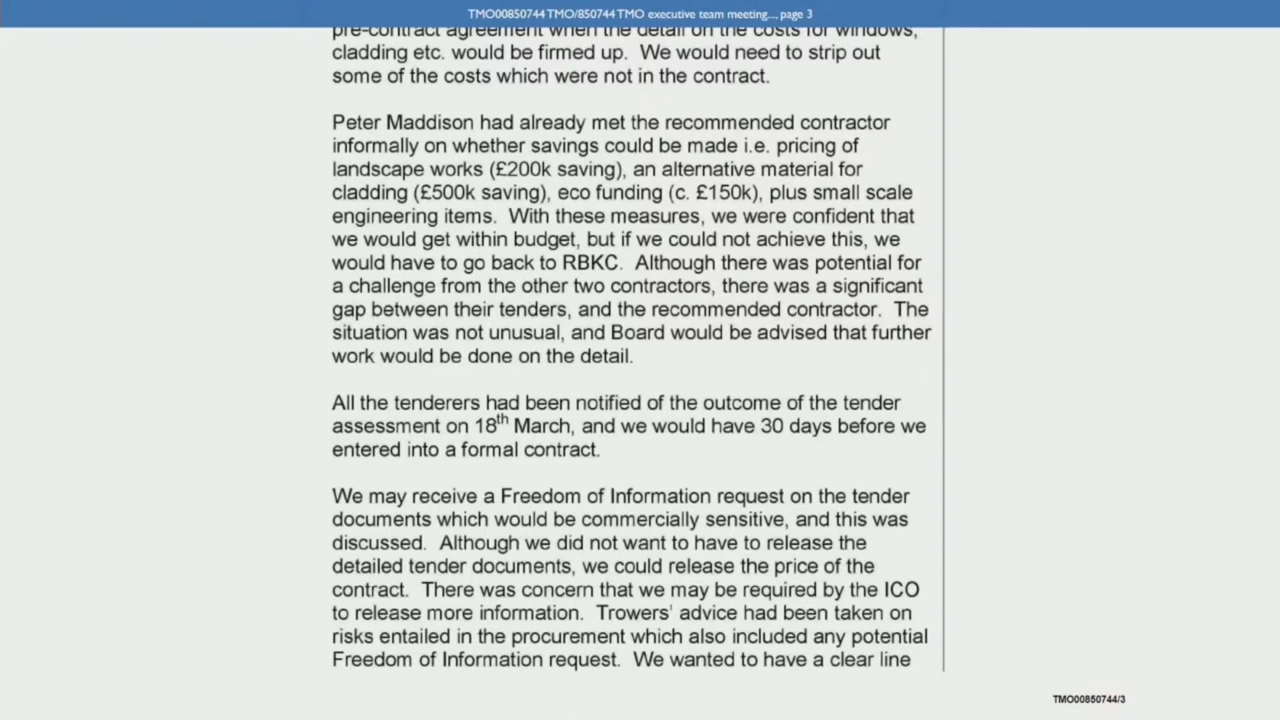 TMO00850744 TMO/850744 TMO executive team meeting..., page 3
pre-contract agreement when the detail on the costs for windows,
cladding etc. would be firmed up.  We would need to strip out
some of the costs which were not in the contract.
Peter Maddison had already met the recommended contractor
informally on whether savings could be made i.e. pricing of
landscape works (£200k saving), an alternative material for
cladding (£500k saving), eco funding (c. £150k), plus small scale
engineering items.  With these measures, we were confident that
we would get within budget, but if we could not achieve this, we
would have to go back to RBKC.  Although there was potential for
a challenge from the other two contractors, there was a significant
gap between their tenders, and the recommended contractor.  The
situation was not unusual, and Board would be advised that further
work would be done on the detail.
All the tenderers had been notified of the outcome of the tender
assessment on 18th March, and we would have 30 days before we
entered into a formal contract.
We may receive a Freedom of Information request on the tender
documents which would be commercially sensitive, and this was
discussed.  Although we did not want to have to release the
detailed tender documents, we could release the price of the
contract.  There was concern that we may be required by the ICO
to release more information.  Trowers' advice had been taken on
risks entailed in the procurement which also included any potential
Freedom of Information request.  We wanted to have a clear line
TMO00850744/3